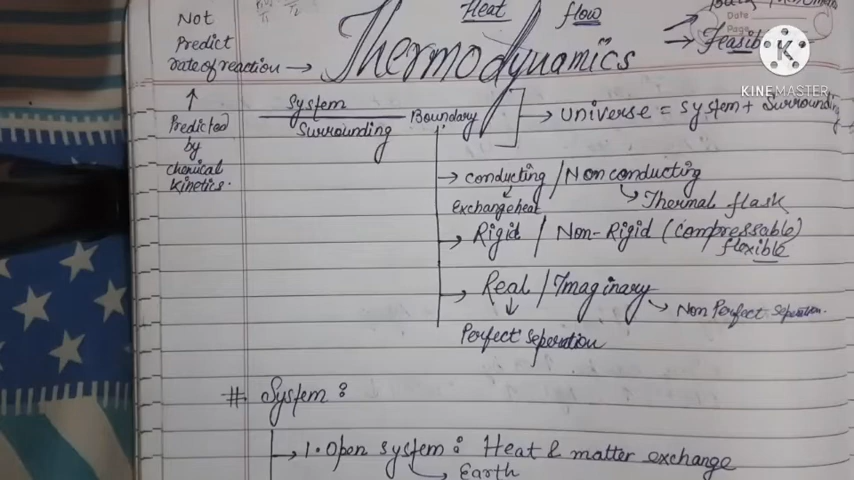 Heat flow
Not
Predict
rate of reaction → Thermodynamics
→ Feasib
Date
Page
KINEMASTER
System
Surrounding Boundary → Universe = System + Surrounding
Predicted
by
chemical
kinetics.
→ conducting / Non conducting
Exchange heat
Thermal flask
→ Rigid / Non-Rigid (Compressable)
flexible
→ Real / Imaginary → Non Perfect Seperation.
Perfect Seperation
# System :
→ 1. Open system : Heat & matter exchange
Earth